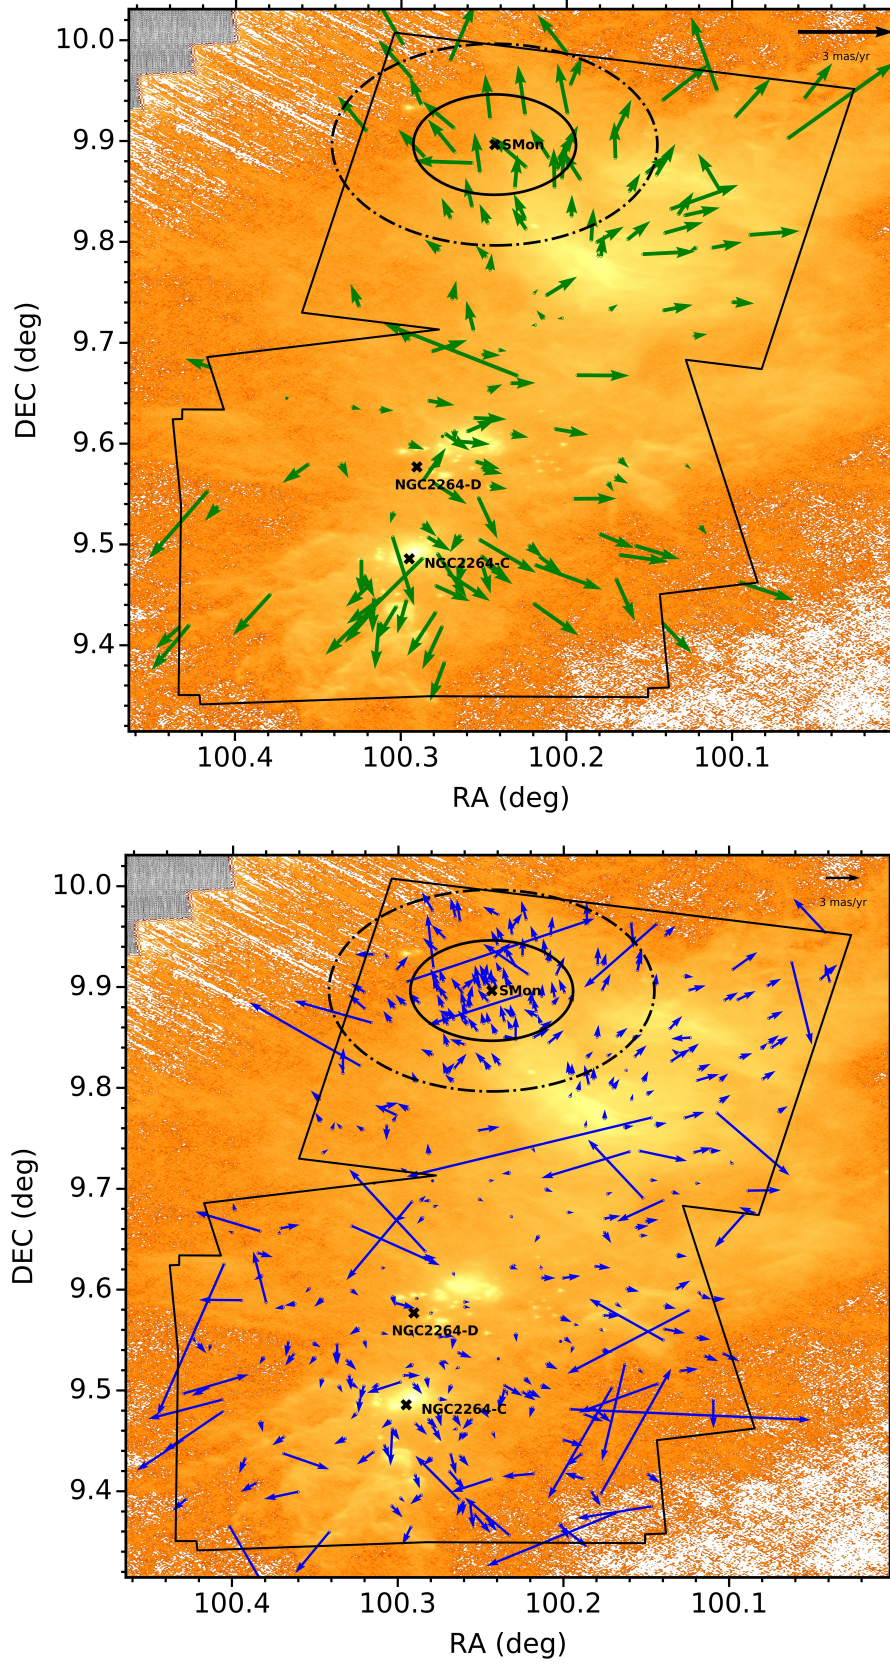 10.0
3 mas/yr
9.9
SMon
9.8
DEC (deg)
9.7
9.6
NGC2264-D
9.5
NGC2264-C
9.4
100.4 100.3 100.2 100.1
RA (deg)
10.0
3 mas/yr
9.9
SMon
9.8
DEC (deg)
9.7
9.6
NGC2264-D
9.5
NGC2264-C
9.4
100.4 100.3 100.2 100.1
RA (deg)